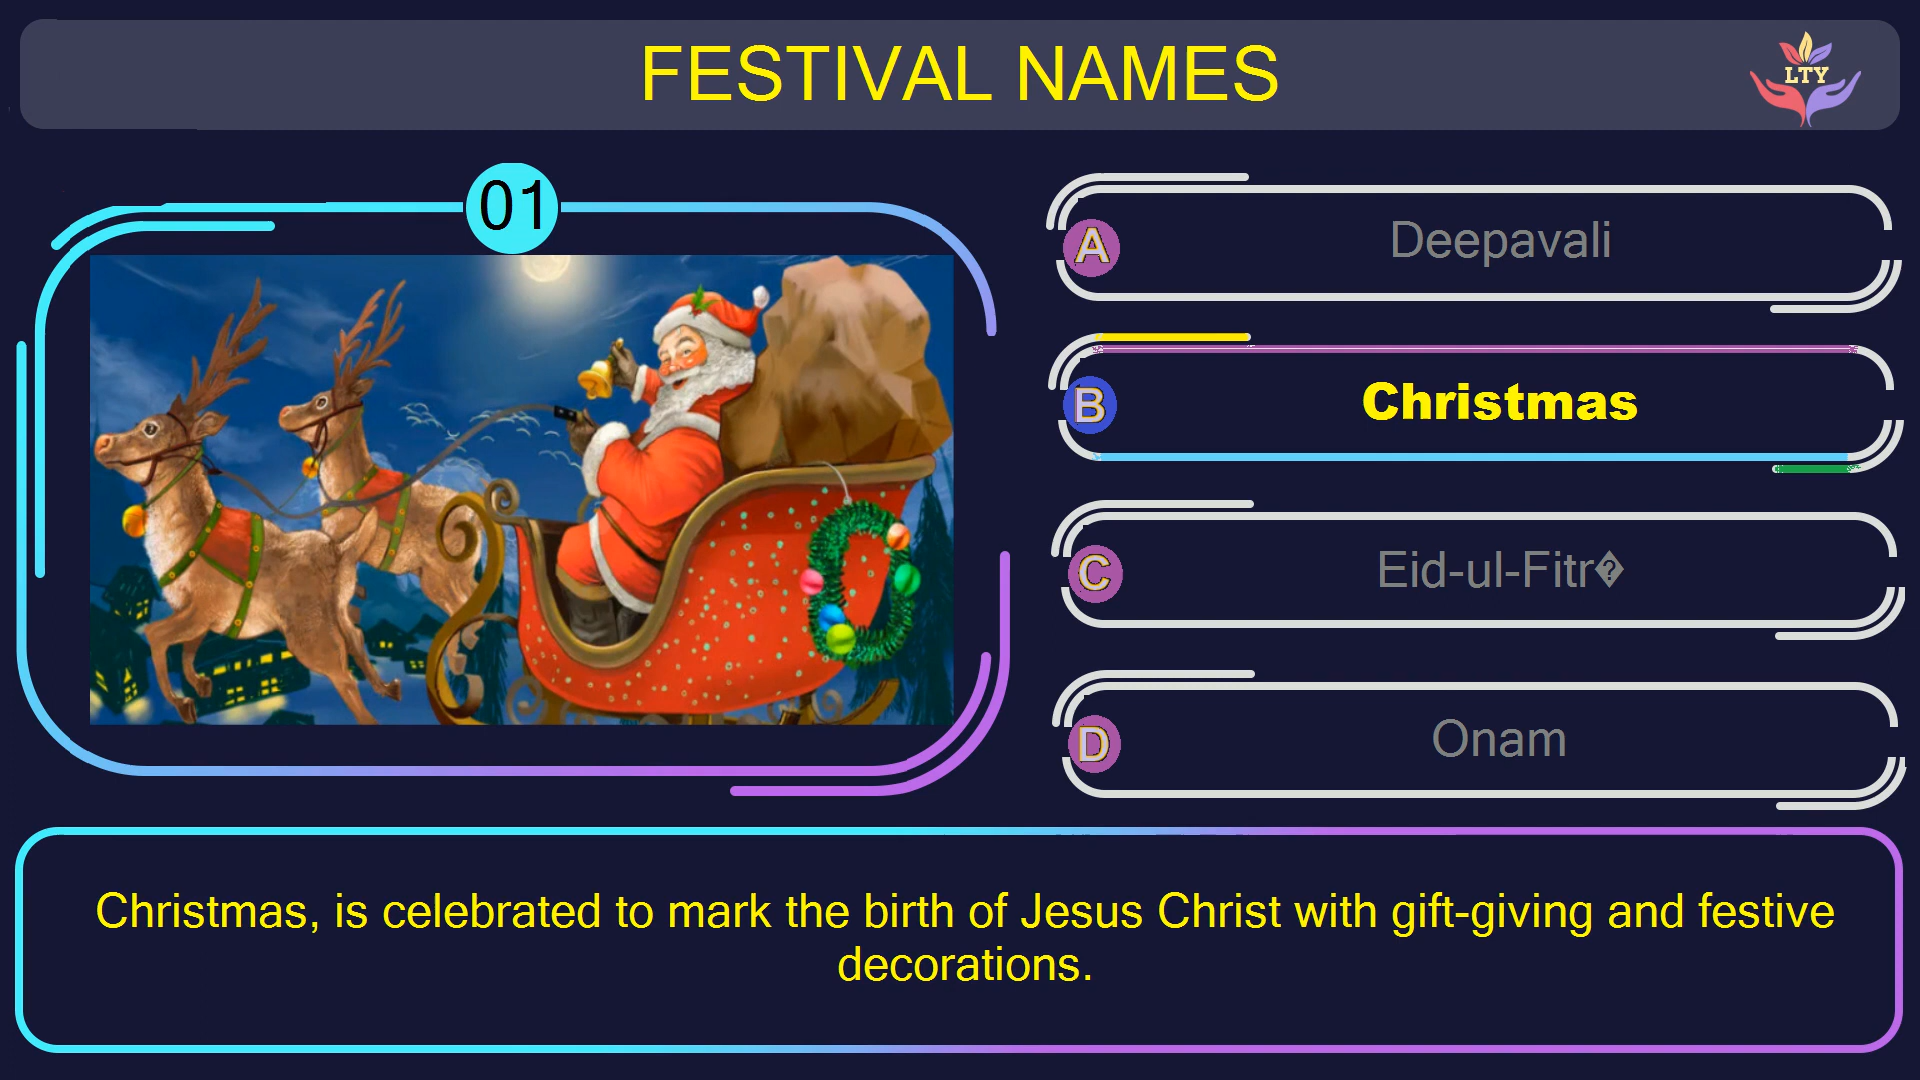 FESTIVAL NAMES
LTY
01
A
Deepavali
B
Christmas
C
Eid-ul-Fitr�
D
Onam
Christmas, is celebrated to mark the birth of Jesus Christ with gift-giving and festive
decorations.